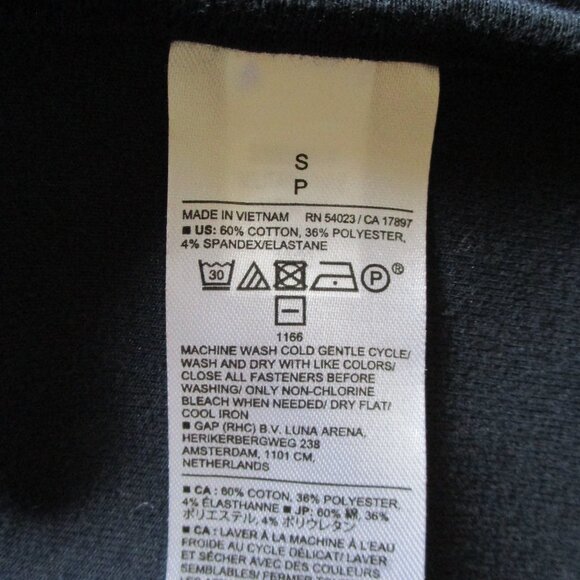 S
P
MADE IN VIETNAM RN 54023 / CA 17897
■ US: 60% COTTON, 36% POLYESTER,
4% SPANDEX/ELASTANE
30 P ®
1166
MACHINE WASH COLD GENTLE CYCLE/
WASH AND DRY WITH LIKE COLORS/
CLOSE ALL FASTENERS BEFORE
WASHING/ ONLY NON-CHLORINE
BLEACH WHEN NEEDED/ DRY FLAT/
COOL IRON
■ GAP (RHC) B.V. LUNA ARENA,
HERIKERBERGWEG 238
AMSTERDAM, 1101 CM,
NETHERLANDS
■ CA : 60% COTON, 36% POLYESTER,
4% ÉLASTHANNE ■ JP: 60% 綿, 36%
ポリエステル, 4% ポリウレタン
■ CA : LAVER À LA MACHINE À L'EAU
FROIDE AU CYCLE DÉLICAT/ LAVER
ET SÉCHER AVEC DES COULEURS
SEMBLABLES/ FERMER